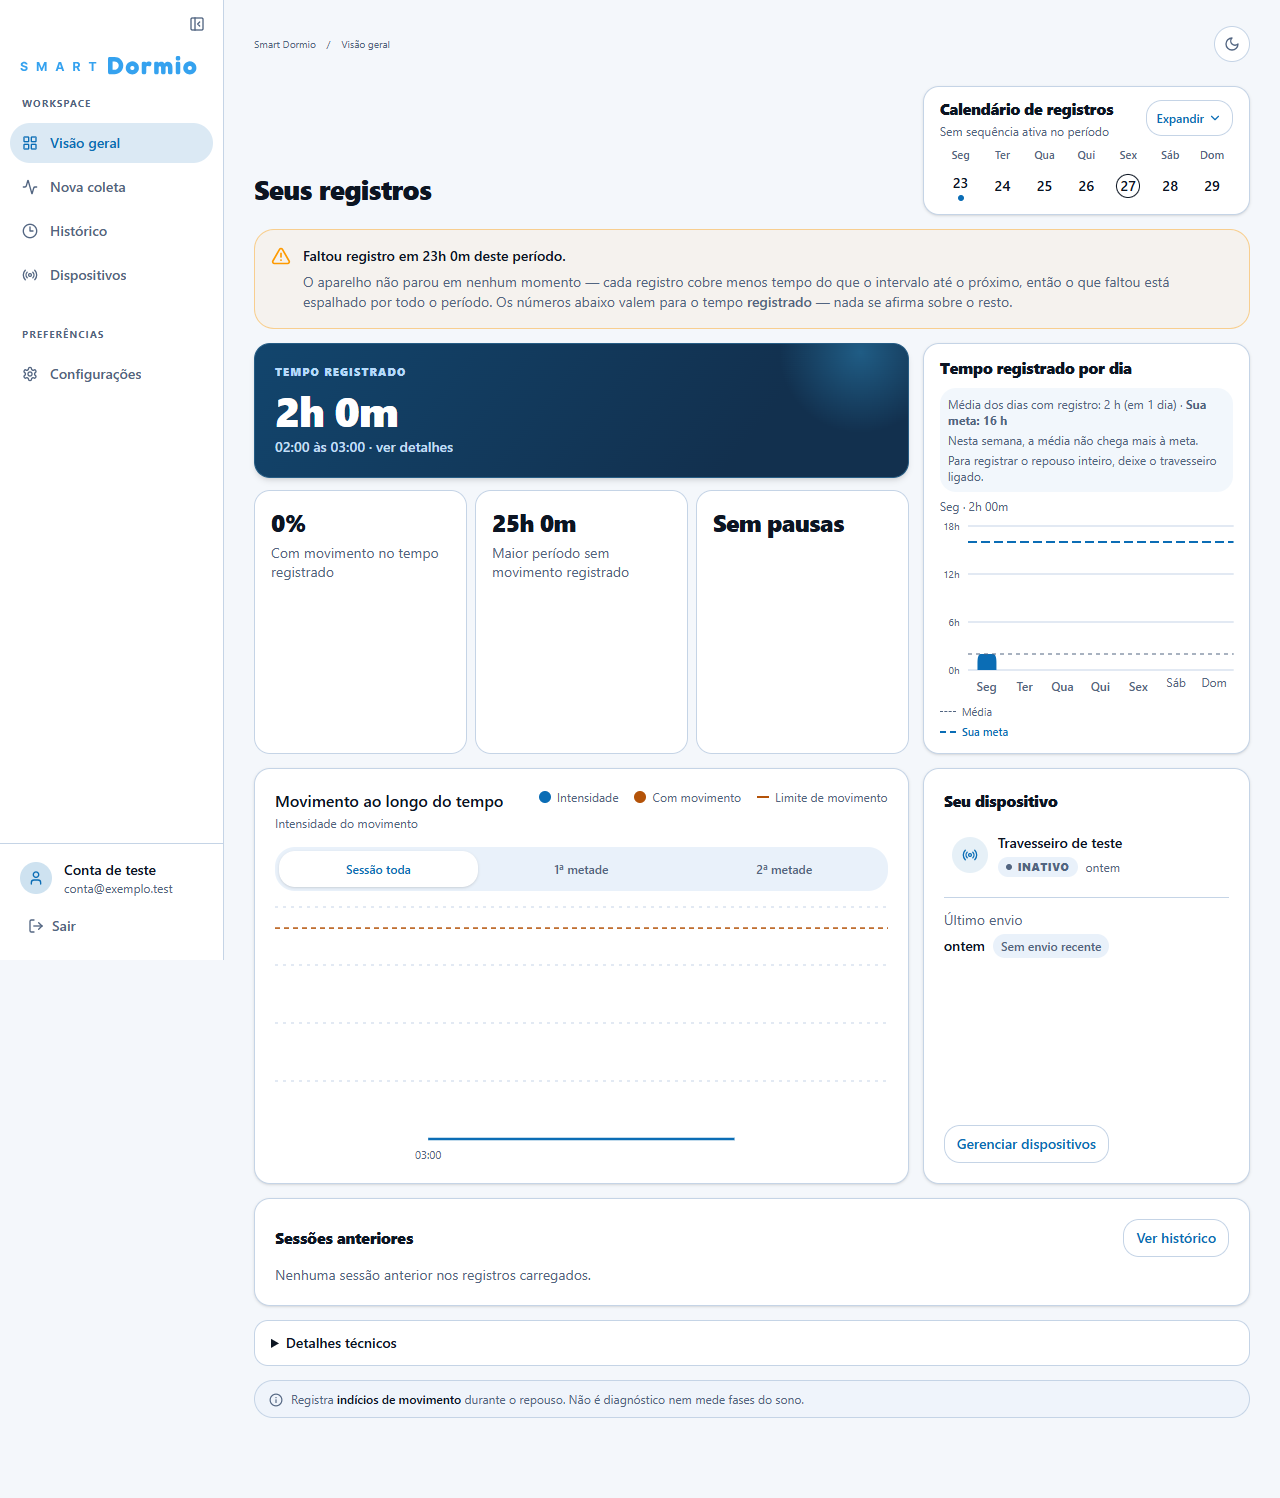 SMART Dormio
WORKSPACE
Visão geral
Nova coleta
Histórico
Dispositivos
PREFERÊNCIAS
Configurações
Conta de teste
conta@exemplo.test
Sair
Smart Dormio / Visão geral
Seus registros
Calendário de registros
Sem sequência ativa no período
Expandir
Seg Ter Qua Qui Sex Sáb Dom
23 24 25 26 27 28 29
Faltou registro em 23h 0m deste período.
O aparelho não parou em nenhum momento — cada registro cobre menos tempo do que o intervalo até o próximo, então o que faltou está
espalhado por todo o período. Os números abaixo valem para o tempo registrado — nada se afirma sobre o resto.
TEMPO REGISTRADO
2h 0m
02:00 às 03:00 · ver detalhes
0%
Com movimento no tempo
registrado
25h 0m
Maior período sem
movimento registrado
Sem pausas
Tempo registrado por dia
Média dos dias com registro: 2 h (em 1 dia) · Sua
meta: 16 h
Nesta semana, a média não chega mais à meta.
Para registrar o repouso inteiro, deixe o travesseiro
ligado.
Seg · 2h 00m
18h
12h
6h
0h
Seg Ter Qua Qui Sex Sáb Dom
Média
Sua meta
Movimento ao longo do tempo
Intensidade do movimento
Intensidade Com movimento Limite de movimento
Sessão toda 1ª metade 2ª metade
03:00
Seu dispositivo
Travesseiro de teste
INATIVO ontem
Último envio
ontem Sem envio recente
Gerenciar dispositivos
Sessões anteriores
Ver histórico
Nenhuma sessão anterior nos registros carregados.
Detalhes técnicos
Registra indícios de movimento durante o repouso. Não é diagnóstico nem mede fases do sono.